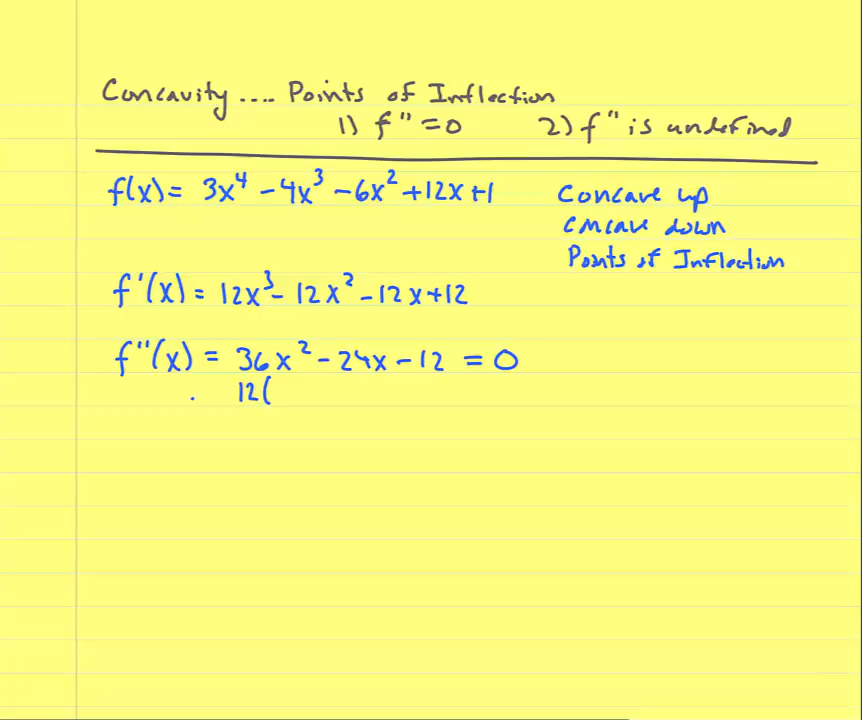 Concavity .... Points of Inflection
1) f" = 0 2) f" is undefined
f(x) = 3x⁴ - 4x³ - 6x² + 12x + 1
Concave up
Concave down
Points of Inflection
f'(x) = 12x³ - 12x² - 12x + 12
f"(x) = 36x² - 24x - 12 = 0
12(